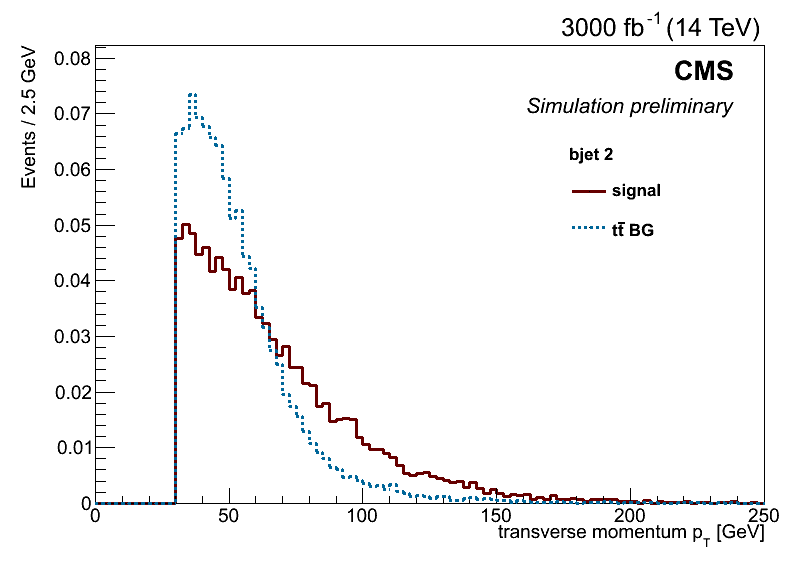 3000 fb⁻¹ (14 TeV)
Events / 2.5 GeV
0.08
0.07
0.06
0.05
0.04
0.03
0.02
0.01
0
CMS
Simulation preliminary
bjet 2
signal
tt̄ BG
0 50 100 150 200 250
transverse momentum p_T [GeV]